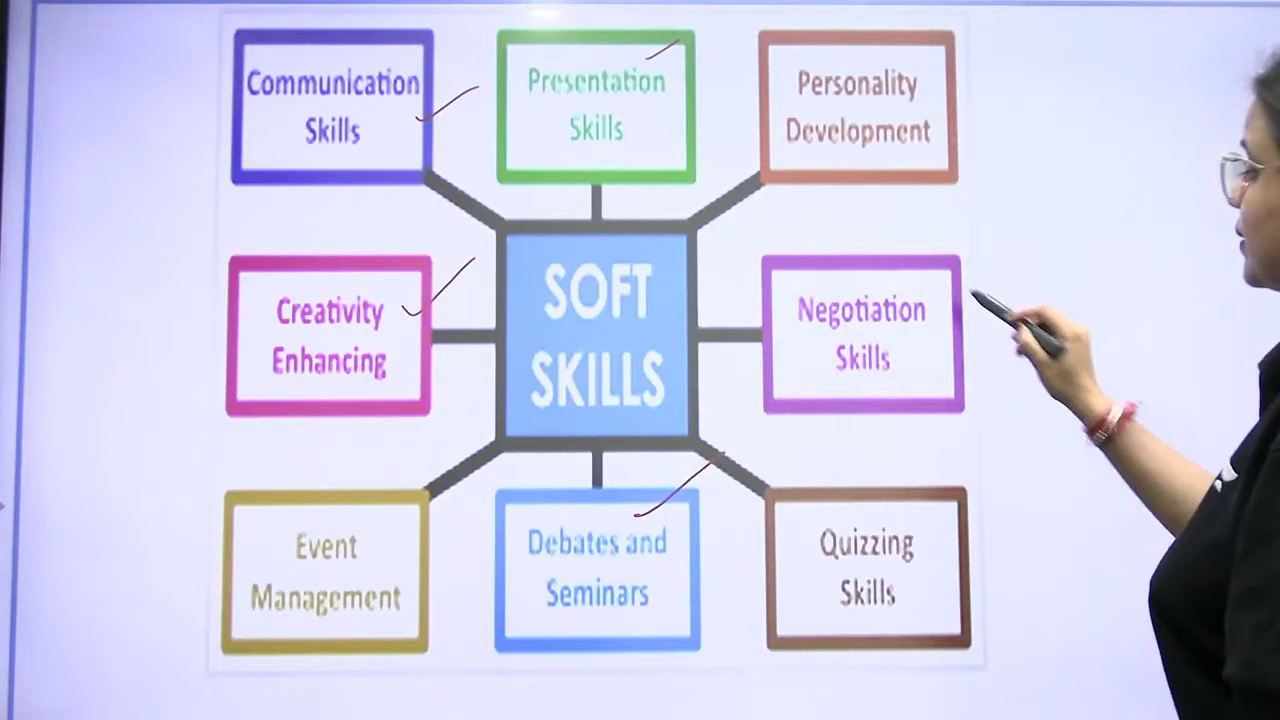 Communication
Skills
Presentation
Skills
Personality
Development
Creativity
Enhancing
SOFT
SKILLS
Negotiation
Skills
Event
Management
Debates and
Seminars
Quizzing
Skills